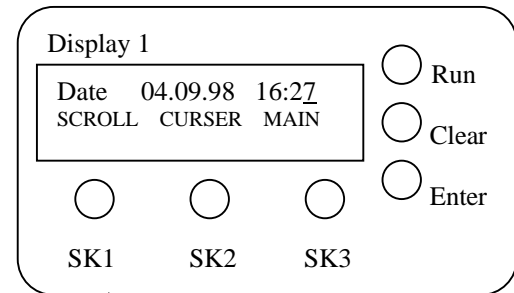 Display 1
Date 04.09.98 16:27
SCROLL CURSER MAIN
Run
Clear
Enter
SK1 SK2 SK3